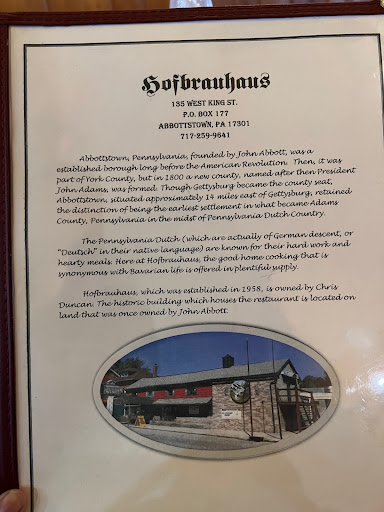 Hofbrauhaus
135 WEST KING ST.
P.O. BOX 177
ABBOTTSTOWN, PA 17301
717-259-9641
Abbottstown, Pennsylvania, founded by John Abbott, was a
established borough long before the American Revolution. Then, it was
part of York County, but in 1800 a new county, named after then President
John Adams, was formed. Though Gettysburg became the county seat,
Abbottstown, situated approximately 14 miles east of Gettysburg, retained
the distinction of being the earliest settlement in what became Adams
County, Pennsylvania in the midst of Pennsylvania Dutch Country.
The Pennsylvania Dutch (which are actually of German descent, or
"Deutsch" in their native language) are known for their hard work and
hearty meals. Here at Hofbrauhaus, the good home cooking that is
synonymous with Bavarian life is offered in plentiful supply.
Hofbrauhaus, which was established in 1958, is owned by Chris
Duncan. The historic building which houses the restaurant is located on
land that was once owned by John Abbott.